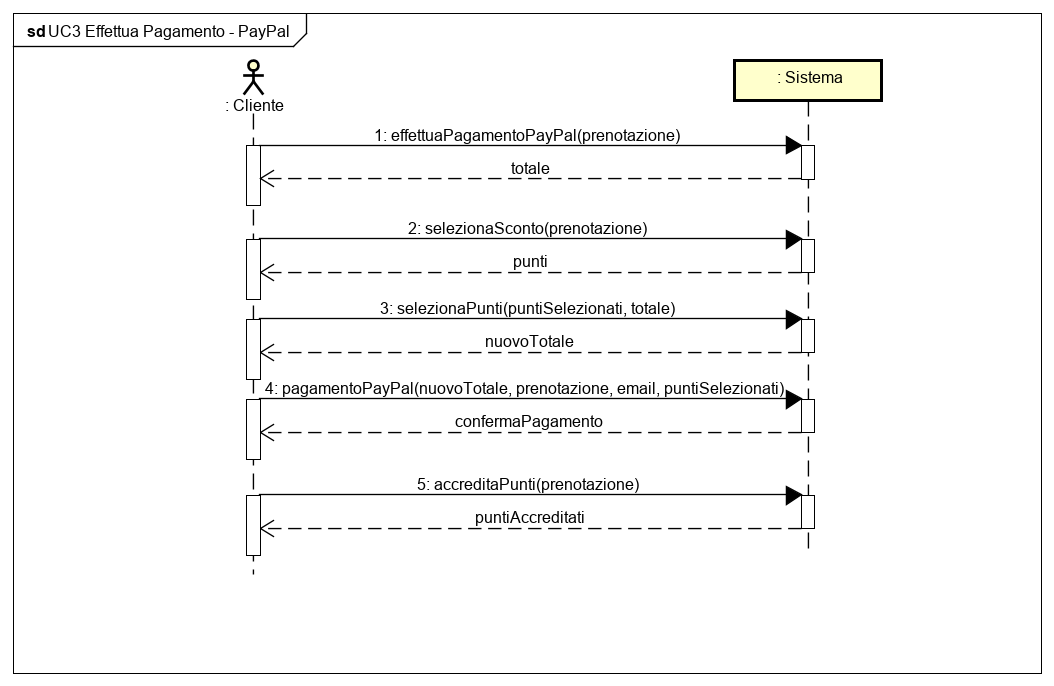 sd UC3 Effettua Pagamento - PayPal
: Cliente
: Sistema
1: effettuaPagamentoPayPal(prenotazione)
totale
2: selezionaSconto(prenotazione)
punti
3: selezionaPunti(puntiSelezionati, totale)
nuovoTotale
4: pagamentoPayPal(nuovoTotale, prenotazione, email, puntiSelezionati)
confermaPagamento
5: accreditaPunti(prenotazione)
puntiAccreditati